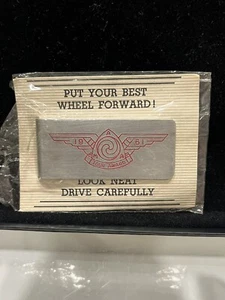 PUT YOUR BEST
WHEEL FORWARD!
A
19 61
LOOK NEAT
DRIVE CAREFULLY